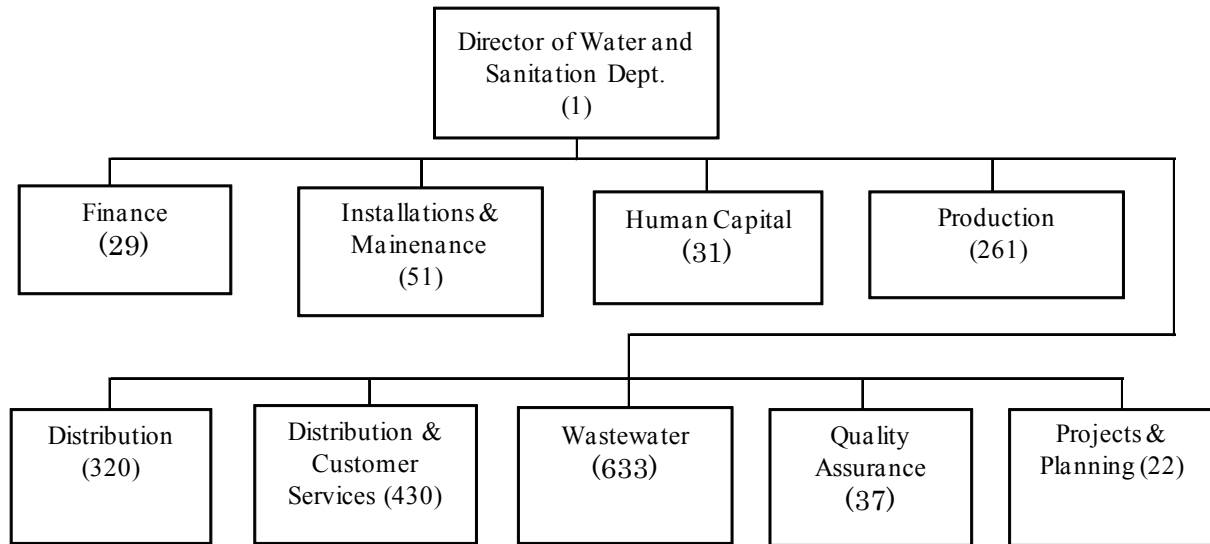 Director of Water and
Sanitation Dept.
(1)
Finance
(29)
Installations &
Mainenance
(51)
Human Capital
(31)
Production
(261)
Distribution
(320)
Distribution &
Customer
Services (430)
Wastewater
(633)
Quality
Assurance
(37)
Projects &
Planning (22)